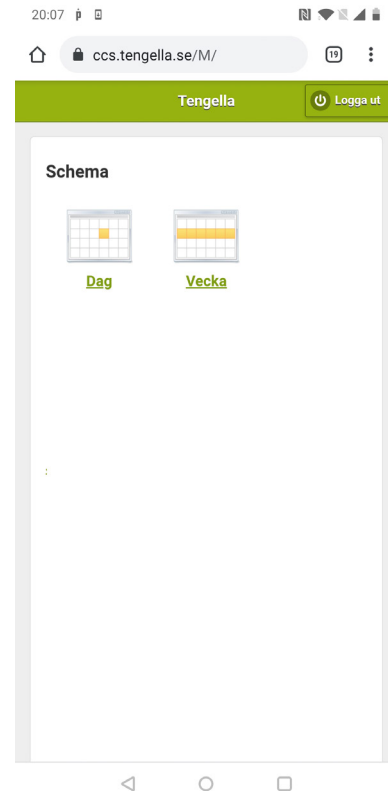 20:07
ccs.tengella.se/M/
19
Tengella
Logga ut
Schema
Dag
Vecka
: